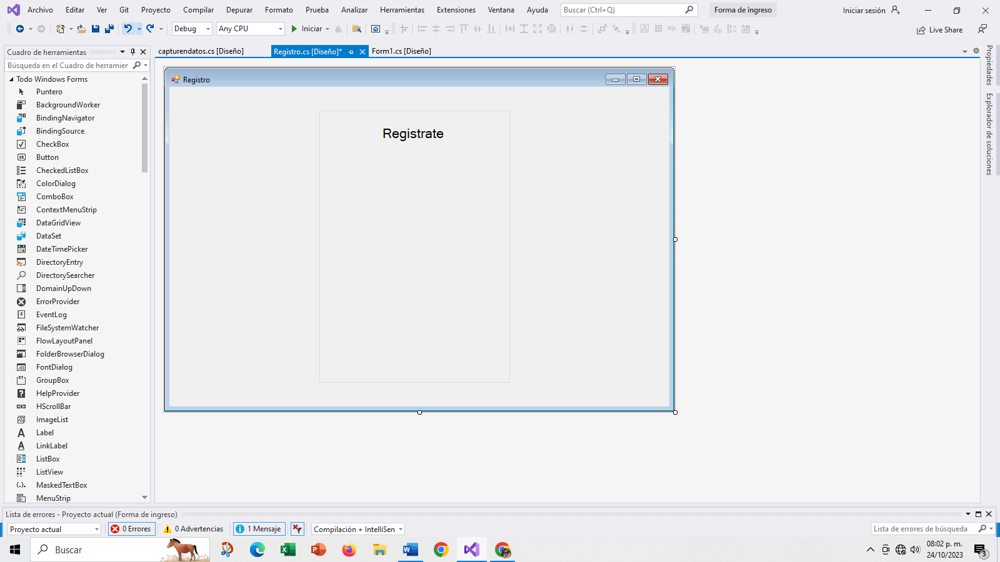 Archivo Editar Ver Git Proyecto Compilar Depurar Formato Prueba Analizar Herramientas Extensiones Ventana Ayuda Buscar (Ctrl+Q) Forma de ingreso Iniciar sesión
Debug Any CPU Iniciar SQL SQL Live Share
Cuadro de herramientas
capturendatos.cs [Diseño] Registro.cs [Diseño]* Form1.cs [Diseño]
Búsqueda en el Cuadro de herramier
Todo Windows Forms
Puntero
BackgroundWorker
BindingNavigator
BindingSource
CheckBox
Button
CheckedListBox
ColorDialog
ComboBox
ContextMenuStrip
DataGridView
DataSet
DateTimePicker
DirectoryEntry
DirectorySearcher
DomainUpDown
ErrorProvider
EventLog
FileSystemWatcher
FlowLayoutPanel
FolderBrowserDialog
FontDialog
GroupBox
HelpProvider
HScrollBar
ImageList
Label
LinkLabel
ListBox
ListView
MaskedTextBox
MenuStrip
Registro
Registrate
Propiedades
Explorador de soluciones
Lista de errores - Proyecto actual (Forma de ingreso)
Proyecto actual 0 Errores 0 Advertencias 1 Mensaje Compilación + IntelliSen Lista de errores de búsqueda
Buscar
08:02 p. m.
24/10/2023
3